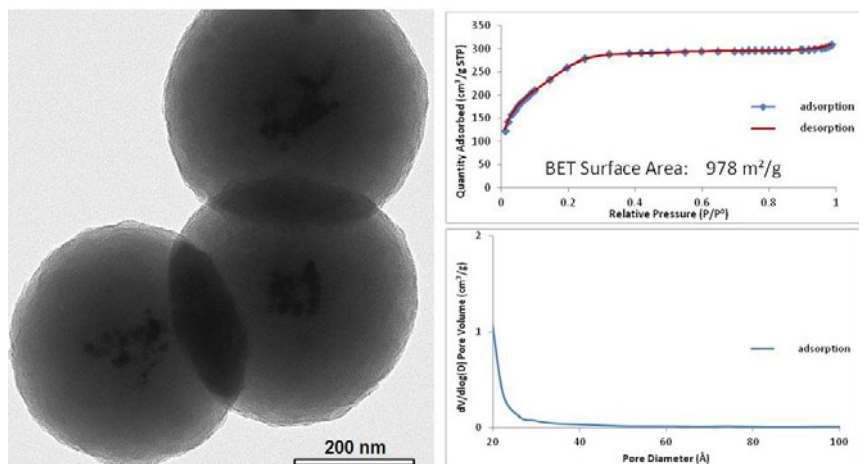 200 nm
Quantity Adsorbed (cm³/g STP)
350
300
250
200
150
100
50
0
adsorption
desorption
BET Surface Area: 978 m²/g
0 0.2 0.4 0.6 0.8 1
Relative Pressure (P/P⁰)
dV/dlog(D) Pore Volume (cm³/g)
2
1
0
adsorption
20 40 60 80 100
Pore Diameter (Å)